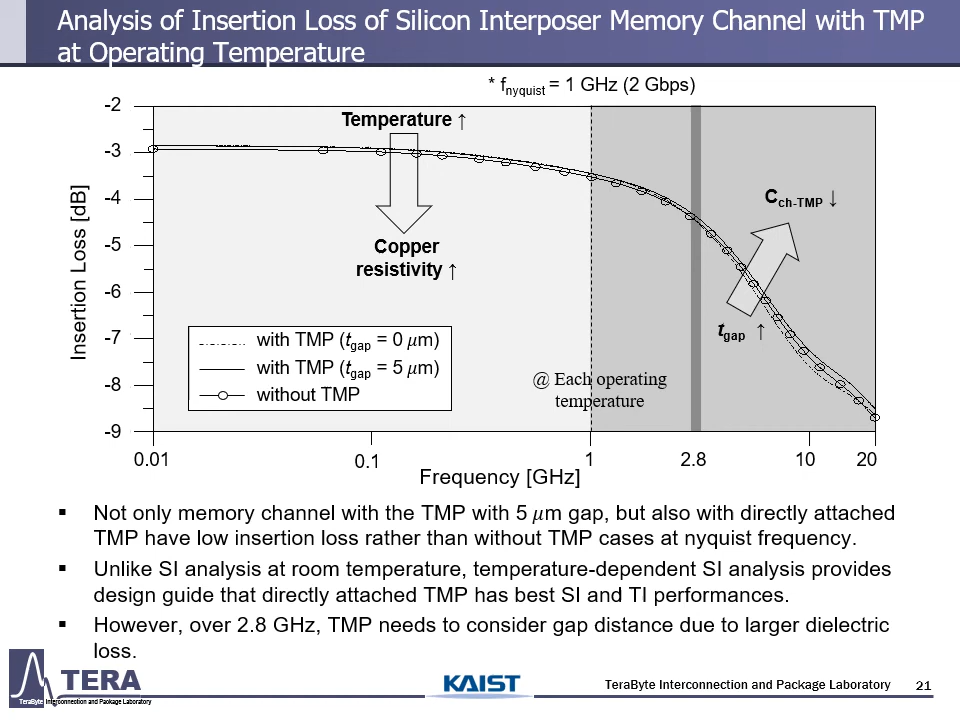 Analysis of Insertion Loss of Silicon Interposer Memory Channel with TMP
at Operating Temperature
* fnyquist = 1 GHz (2 Gbps)
-2
-3
-4
-5
-6
-7
-8
-9
Insertion Loss [dB]
Temperature ↑
Copper
resistivity ↑
Cch-TMP ↓
tgap ↑
with TMP (tgap = 0 μm)
with TMP (tgap = 5 μm)
without TMP
@ Each operating
temperature
0.01
0.1
1
2.8
10
20
Frequency [GHz]
▪ Not only memory channel with the TMP with 5 μm gap, but also with directly attached
TMP have low insertion loss rather than without TMP cases at nyquist frequency.
▪ Unlike SI analysis at room temperature, temperature-dependent SI analysis provides
design guide that directly attached TMP has best SI and TI performances.
▪ However, over 2.8 GHz, TMP needs to consider gap distance due to larger dielectric
loss.
TERA
TeraByte Interconnection and Package Laboratory
KAIST
TeraByte Interconnection and Package Laboratory
21